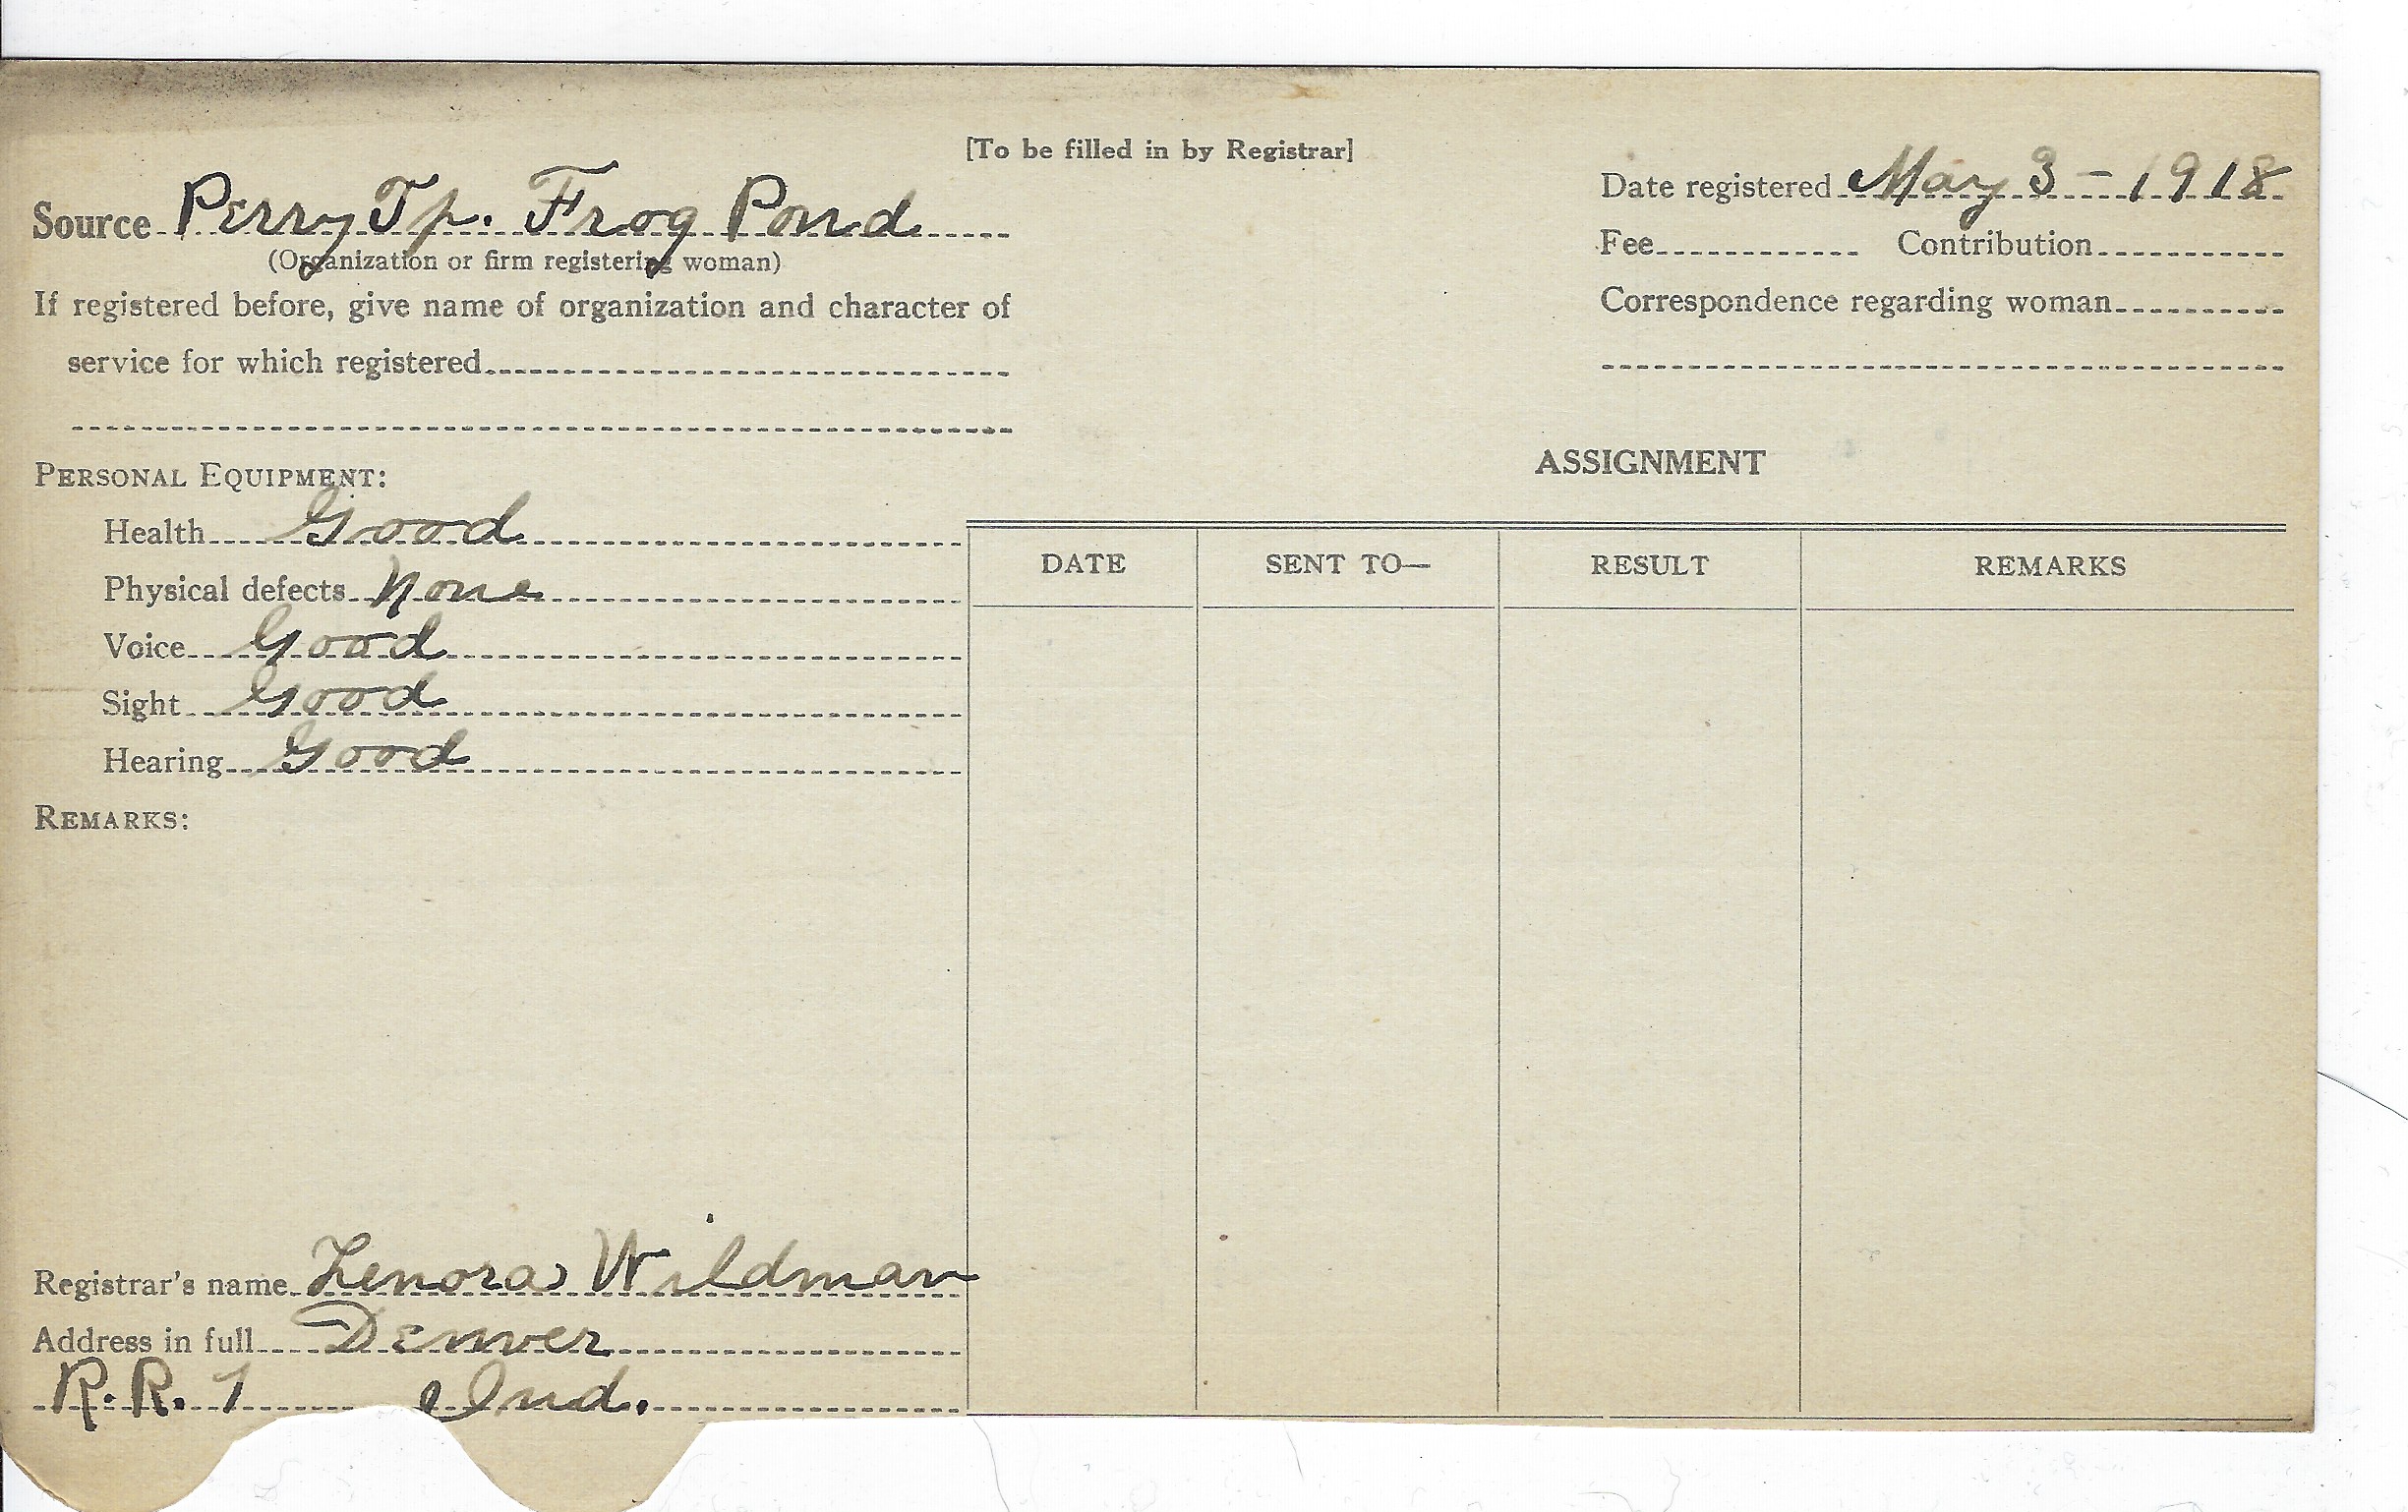 [To be filled in by Registrar]
Source Perry Tp. Frog Pond
(Organization or firm registering woman)
If registered before, give name of organization and character of
service for which registered
Date registered May 3 - 1918
Fee Contribution
Correspondence regarding woman
PERSONAL EQUIPMENT:
Health Good
Physical defects None
Voice Good
Sight Good
Hearing Good
REMARKS:
Registrar's name Lenora Wildman
Address in full Denver
R.R. 1 Ind.
ASSIGNMENT
DATE SENT TO— RESULT REMARKS